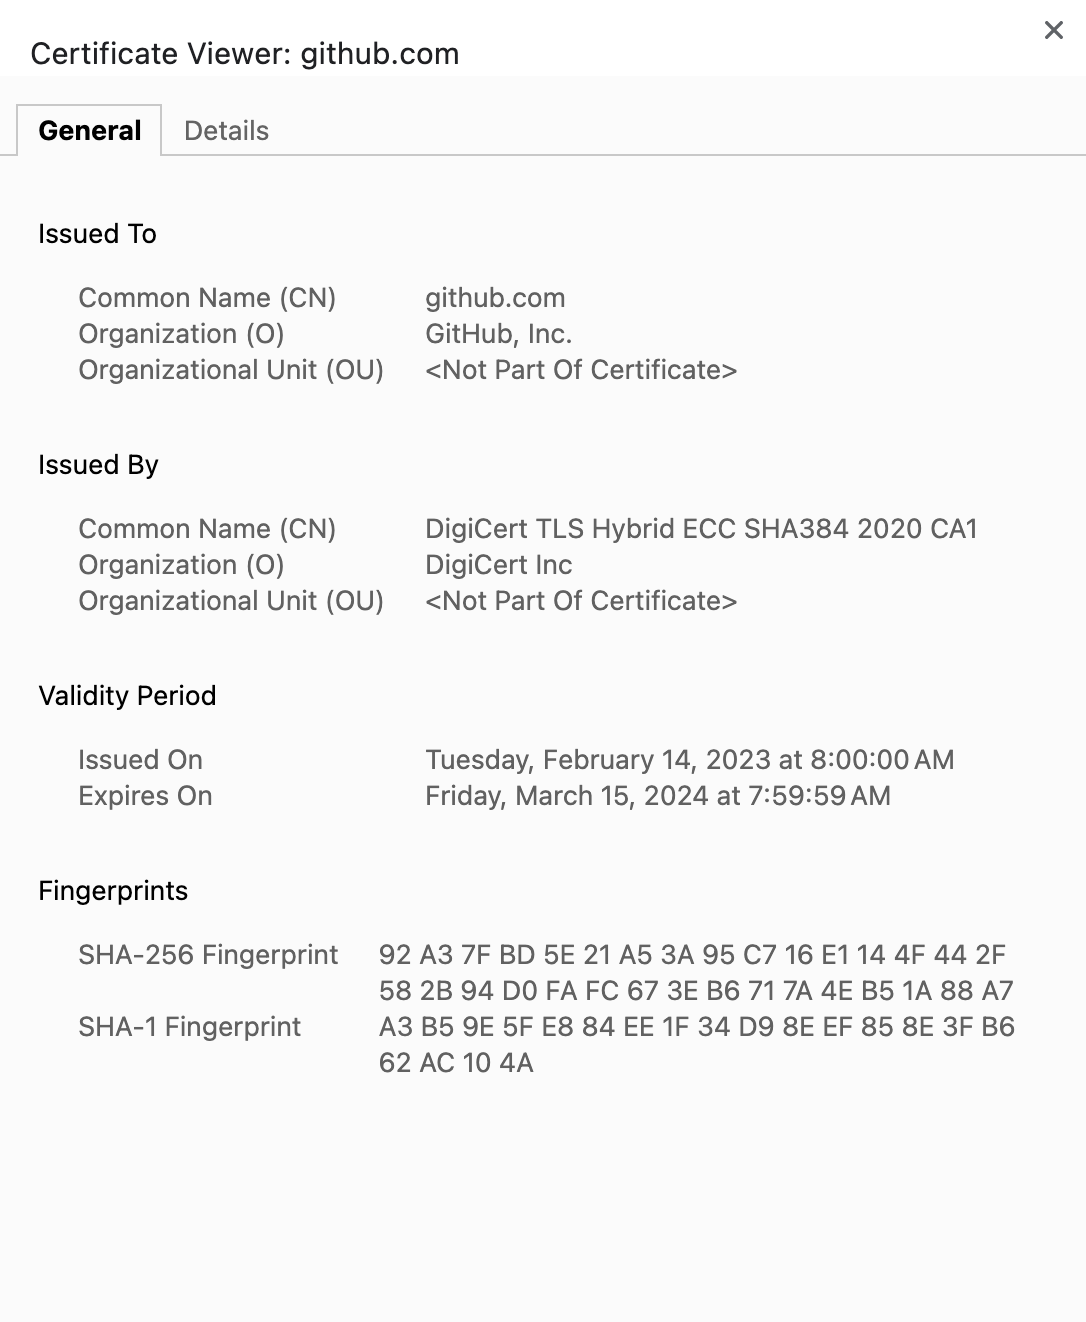 Certificate Viewer: github.com
General Details
Issued To
Common Name (CN) github.com
Organization (O) GitHub, Inc.
Organizational Unit (OU) <Not Part Of Certificate>
Issued By
Common Name (CN) DigiCert TLS Hybrid ECC SHA384 2020 CA1
Organization (O) DigiCert Inc
Organizational Unit (OU) <Not Part Of Certificate>
Validity Period
Issued On Tuesday, February 14, 2023 at 8:00:00 AM
Expires On Friday, March 15, 2024 at 7:59:59 AM
Fingerprints
SHA-256 Fingerprint 92 A3 7F BD 5E 21 A5 3A 95 C7 16 E1 14 4F 44 2F
58 2B 94 D0 FA FC 67 3E B6 71 7A 4E B5 1A 88 A7
SHA-1 Fingerprint A3 B5 9E 5F E8 84 EE 1F 34 D9 8E EF 85 8E 3F B6
62 AC 10 4A